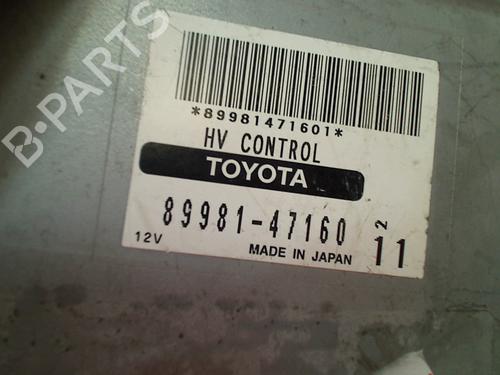 *89981471601*
HV CONTROL
TOYOTA
89981-47160 2
12V MADE IN JAPAN 11
B-PARTS